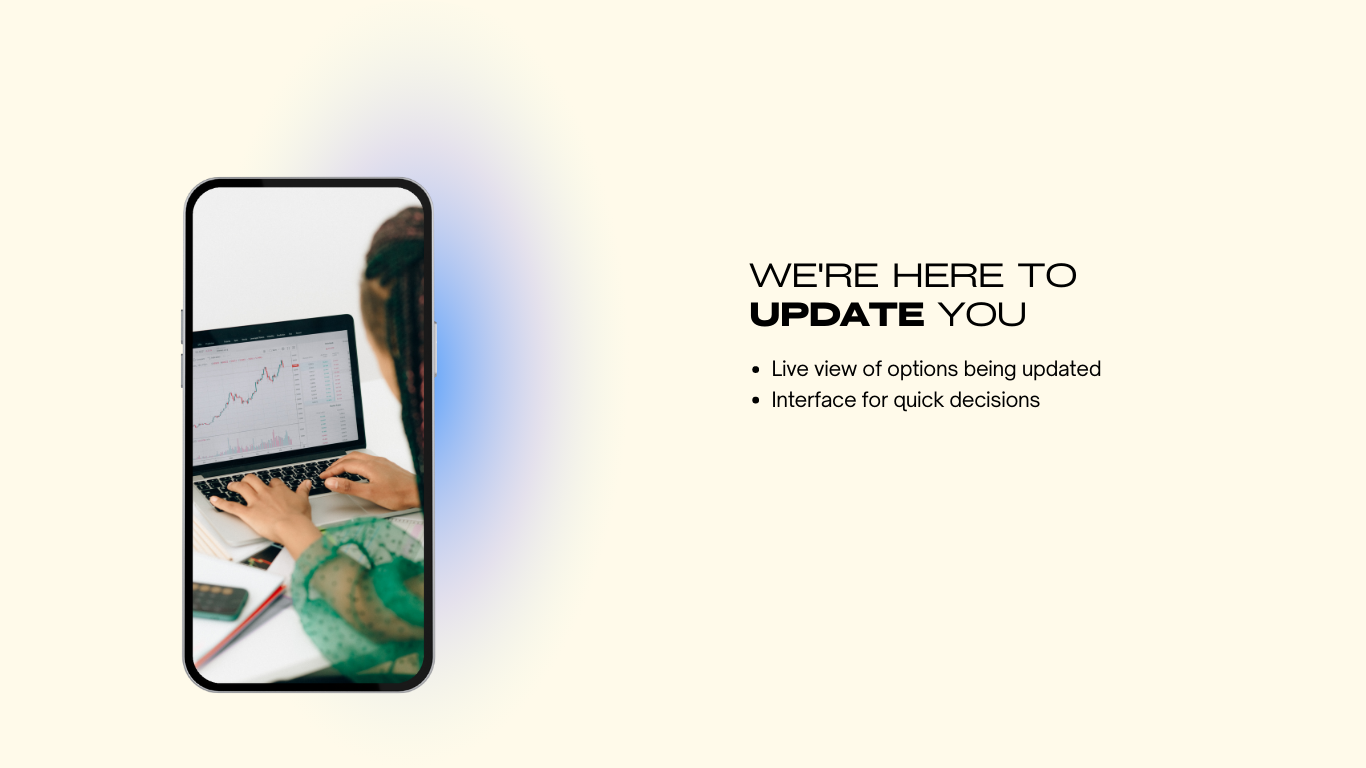 WE'RE HERE TO
UPDATE YOU
• Live view of options being updated
• Interface for quick decisions